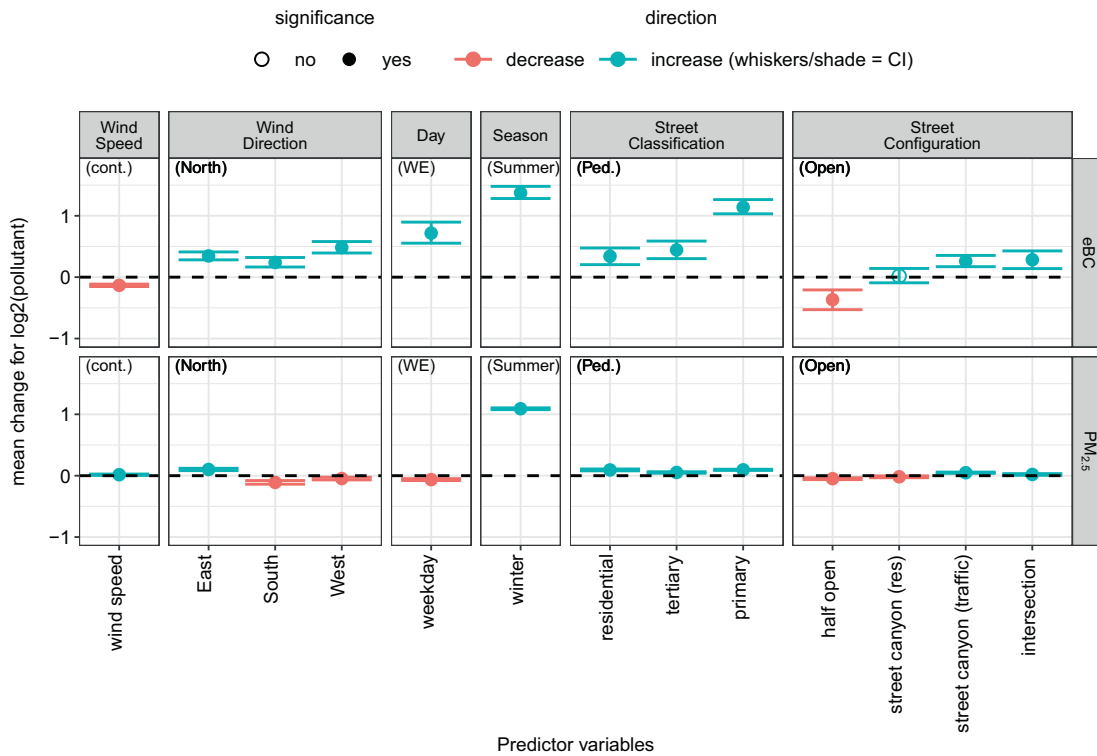 significance
direction
no
yes
decrease
increase (whiskers/shade = CI)
Wind
Speed
Wind
Direction
Day
Season
Street
Classification
Street
Configuration
mean change for log2(pollutant)
(cont.)
(North)
(WE)
(Summer)
(Ped.)
(Open)
eBC
1
0
−1
(cont.)
(North)
(WE)
(Summer)
(Ped.)
(Open)
PM2.5
1
0
−1
wind speed
East
South
West
weekday
winter
residential
tertiary
primary
half open
street canyon (res)
street canyon (traffic)
intersection
Predictor variables